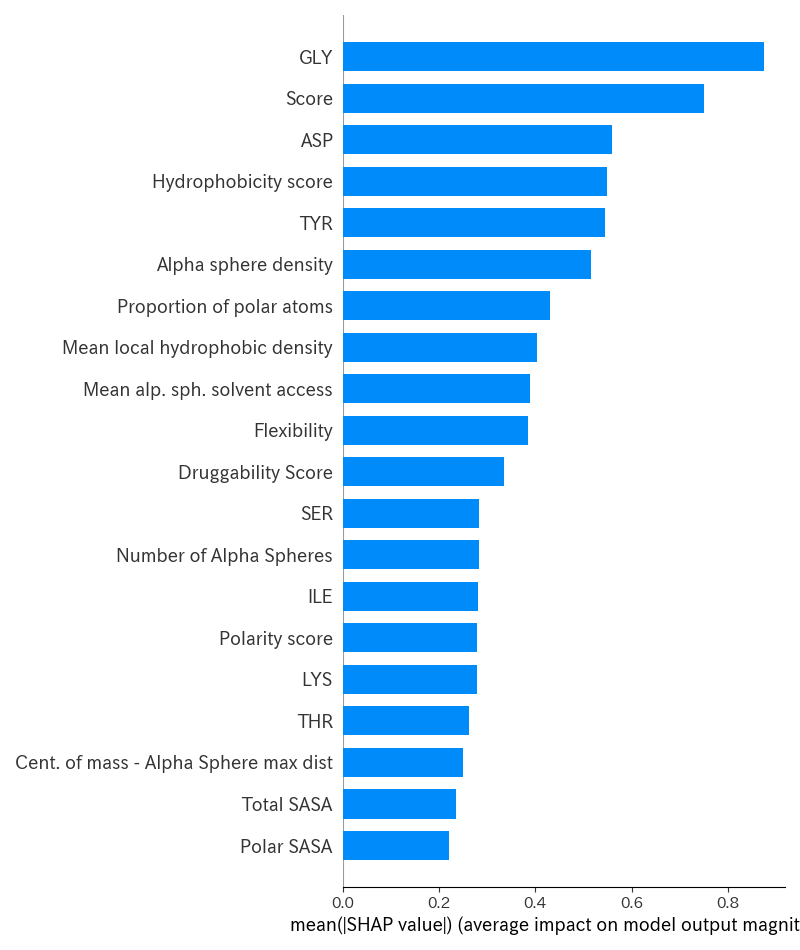 GLY
Score
ASP
Hydrophobicity score
TYR
Alpha sphere density
Proportion of polar atoms
Mean local hydrophobic density
Mean alp. sph. solvent access
Flexibility
Druggability Score
SER
Number of Alpha Spheres
ILE
Polarity score
LYS
THR
Cent. of mass - Alpha Sphere max dist
Total SASA
Polar SASA
0.0 0.2 0.4 0.6 0.8
mean(|SHAP value|) (average impact on model output magnit